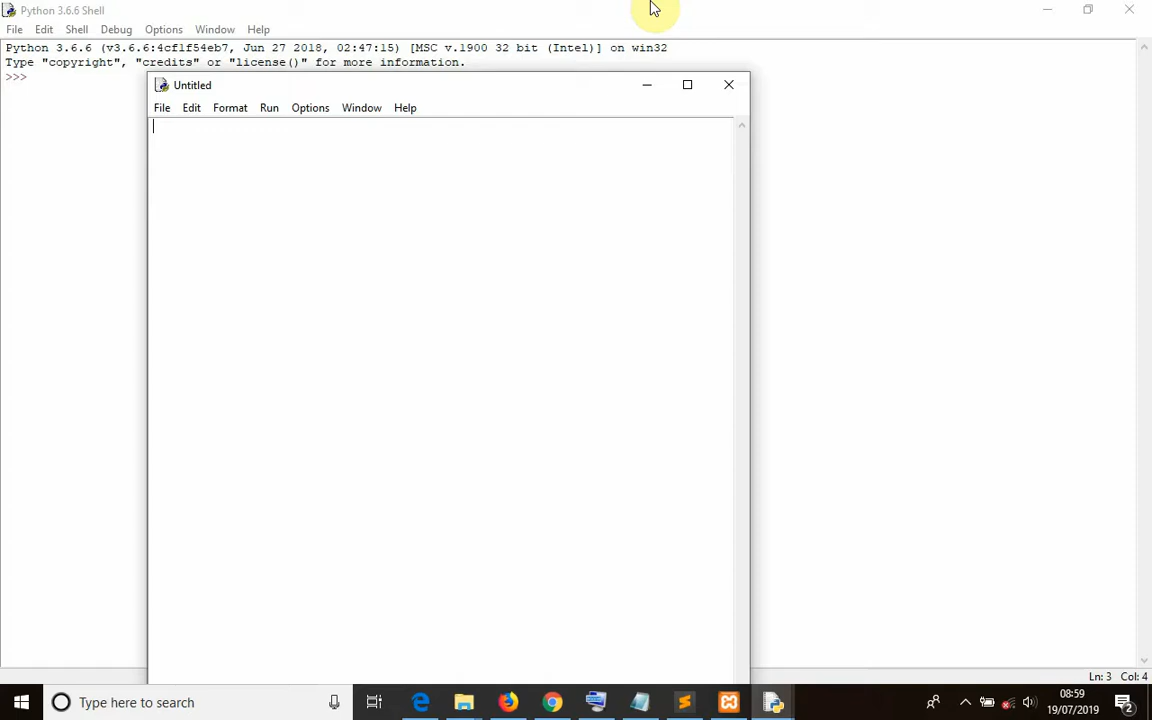 Python 3.6.6 Shell
File Edit Shell Debug Options Window Help
Python 3.6.6 (v3.6.6:4cf1f54eb7, Jun 27 2018, 02:47:15) [MSC v.1900 32 bit (Intel)] on win32
Type "copyright", "credits" or "license()" for more information.
>>>
Untitled
File Edit Format Run Options Window Help
Ln: 3 Col: 4
Type here to search
08:59
19/07/2019
2